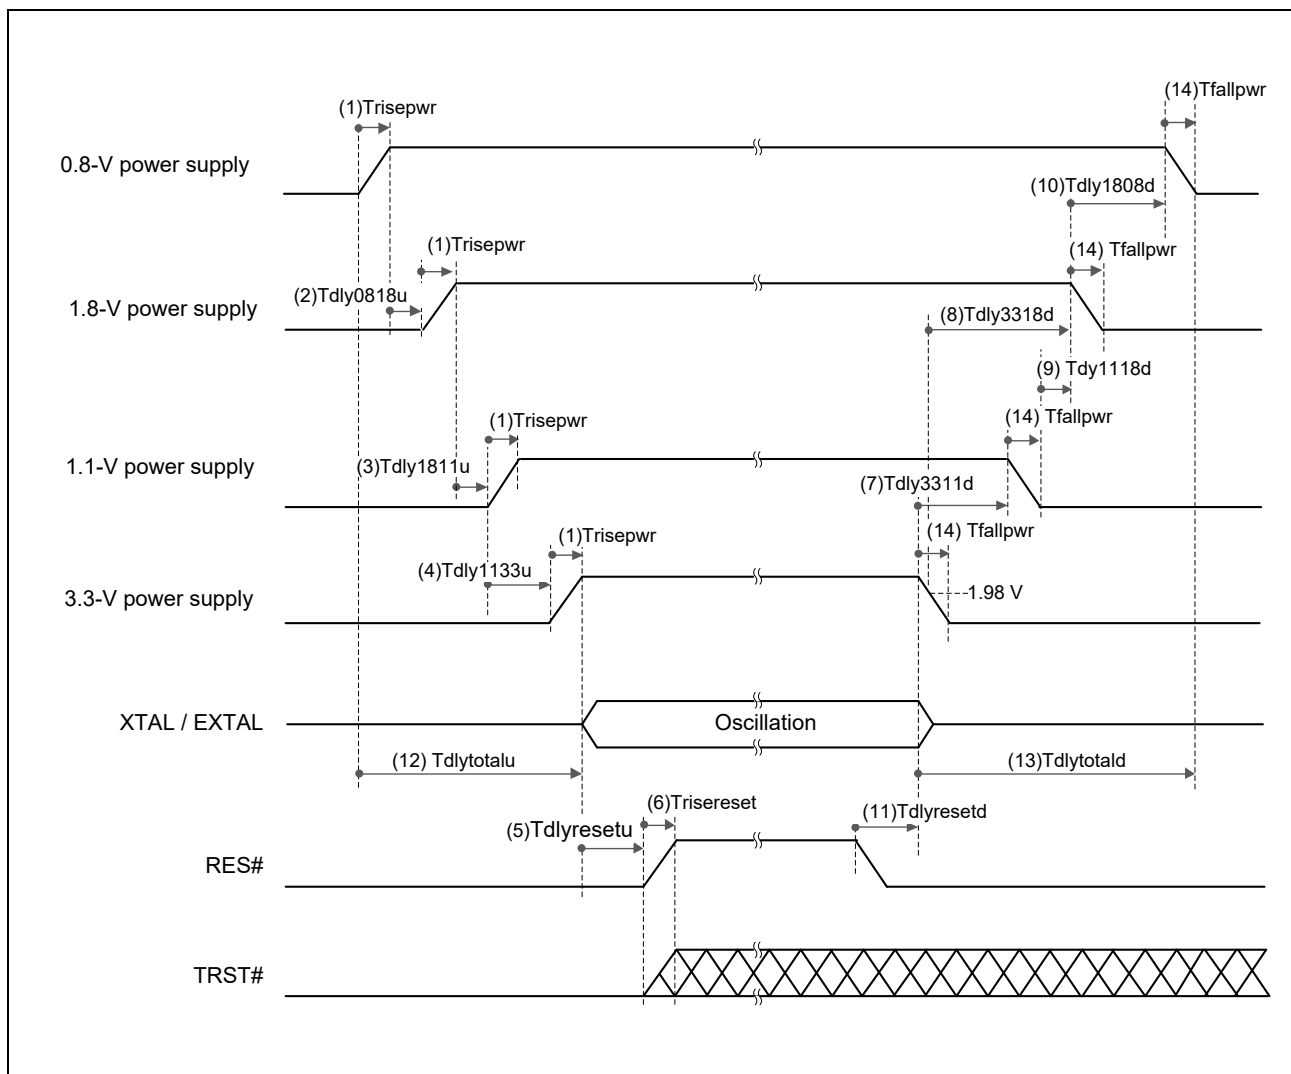 (14)Tfallpwr
(1)Trisepwr
0.8-V power supply
(10)Tdly1808d
(1)Trisepwr
(14) Tfallpwr
(2)Tdly0818u
1.8-V power supply
(8)Tdly3318d
(9) Tdy1118d
(1)Trisepwr
(14) Tfallpwr
1.1-V power supply
(3)Tdly1811u
(7)Tdly3311d
(1)Trisepwr
(14) Tfallpwr
(4)Tdly1133u
3.3-V power supply
1.98 V
XTAL / EXTAL
Oscillation
(12) Tdlytotalu
(13)Tdlytotald
(6)Trisereset
(11)Tdlyresetd
(5)Tdlyresetu
RES#
TRST#